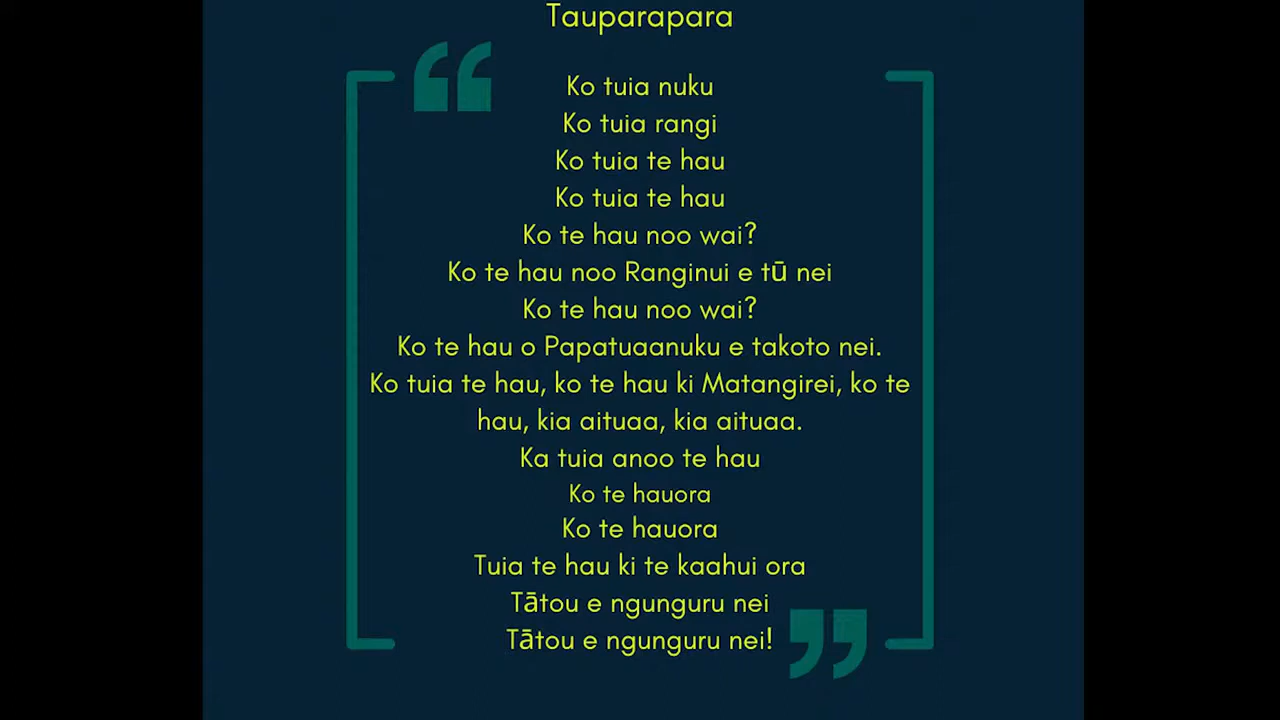 Tauparapara
Ko tuia nuku
Ko tuia rangi
Ko tuia te hau
Ko tuia te hau
Ko te hau noo wai?
Ko te hau noo Ranginui e tū nei
Ko te hau noo wai?
Ko te hau o Papatuaanuku e takoto nei.
Ko tuia te hau, ko te hau ki Matangirei, ko te
hau, kia aituaa, kia aituaa.
Ka tuia anoo te hau
Ko te hauora
Ko te hauora
Tuia te hau ki te kaahui ora
Tātou e ngunguru nei
Tātou e ngunguru nei!